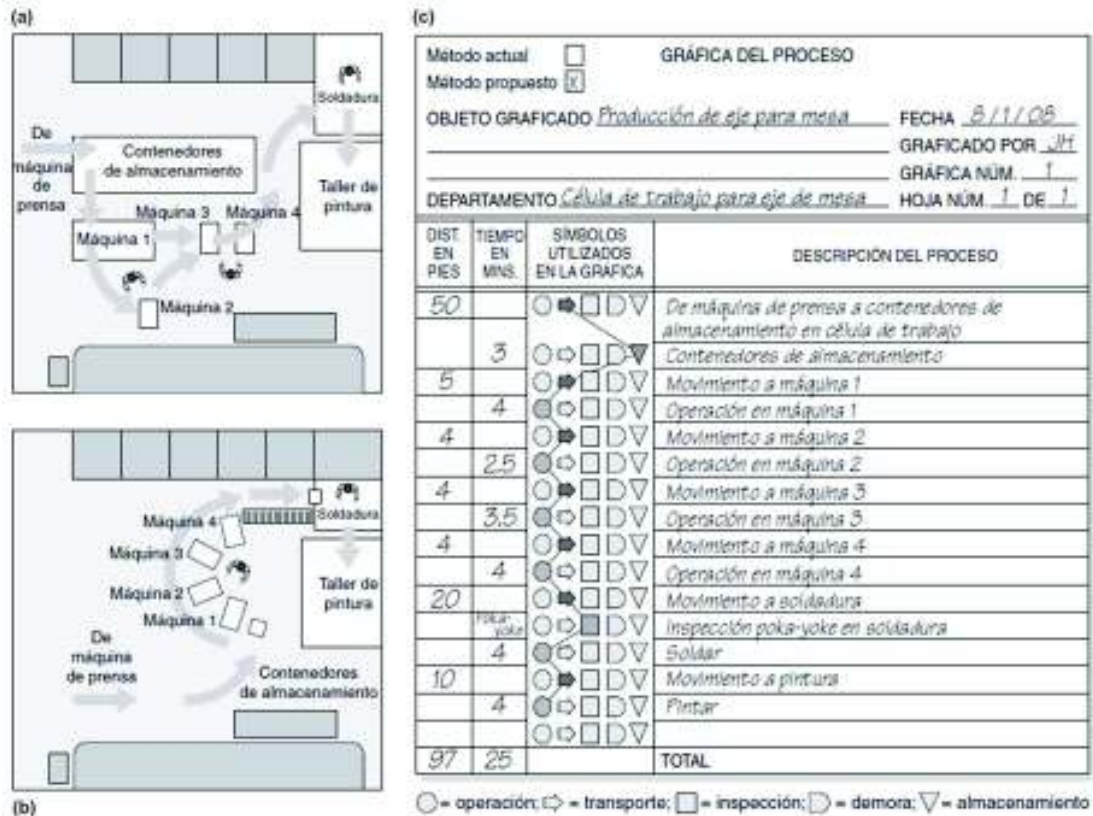 (a)
Soldadura
De
máquina
de
prensa
Contenedores
de almacenamiento
Taller de
pintura
Máquina 3
Máquina 4
Máquina 1
Máquina 2
(b)
Máquina 4
Soldadura
Máquina 3
Máquina 2
Taller de
pintura
Máquina 1
De
máquina
de prensa
Contenedores
de almacenamiento
(c)
Método actual
GRÁFICA DEL PROCESO
Método propuesto X
OBJETO GRAFICADO Producción de eje para mesa FECHA 8/1/08
GRAFICADO POR JH
GRÁFICA NÚM. 1
DEPARTAMENTO Célula de trabajo para eje de mesa HOJA NÚM 1 DE 1
DIST. EN PIES
TIEMPO EN MINS.
SÍMBOLOS UTILIZADOS EN LA GRÁFICA
DESCRIPCIÓN DEL PROCESO
50 De máquina de prensa a contenedores de
almacenamiento en célula de trabajo
3 Contenedores de almacenamiento
5 Movimiento a máquina 1
4 Operación en máquina 1
4 Movimiento a máquina 2
2.5 Operación en máquina 2
4 Movimiento a máquina 3
3.5 Operación en máquina 3
4 Movimiento a máquina 4
4 Operación en máquina 4
20 Movimiento a soldadura
Poka-yoke Inspección poka-yoke en soldadura
4 Soldar
10 Movimiento a pintura
4 Pintar
97 25 TOTAL
= operación; = transporte; = inspección; = demora; = almacenamiento